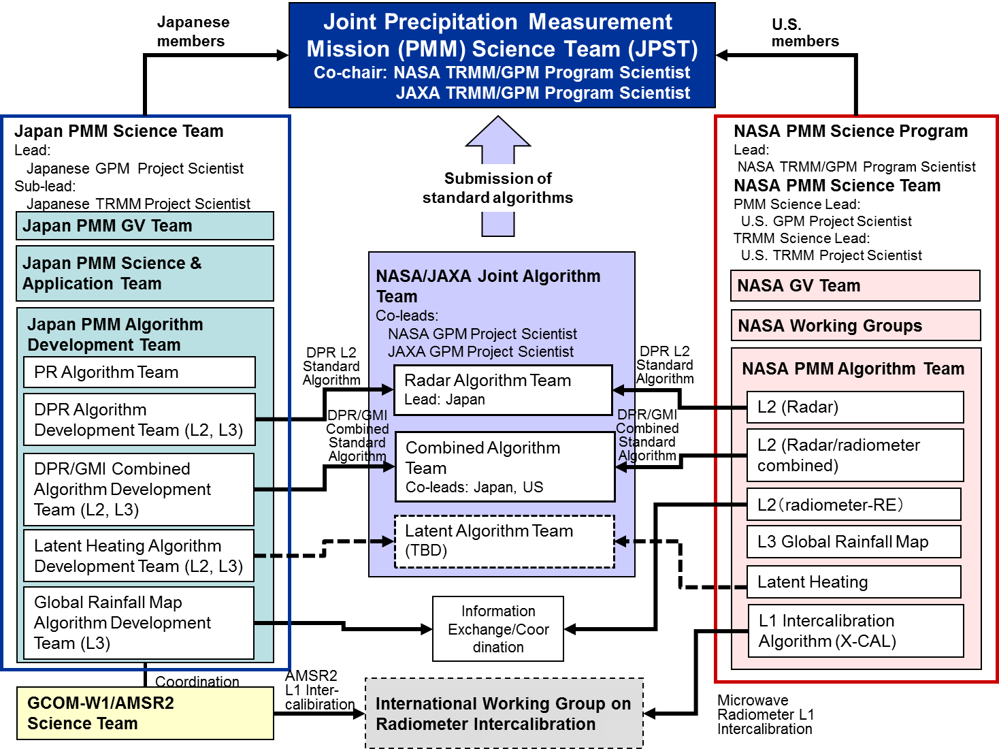 Japanese
members
Joint Precipitation Measurement
Mission (PMM) Science Team (JPST)
Co-chair: NASA TRMM/GPM Program Scientist
JAXA TRMM/GPM Program Scientist
U.S.
members
Japan PMM Science Team
Lead:
Japanese GPM Project Scientist
Sub-lead:
Japanese TRMM Project Scientist
Japan PMM GV Team
Japan PMM Science &
Application Team
Japan PMM Algorithm
Development Team
PR Algorithm Team
DPR Algorithm
Development Team (L2, L3)
DPR/GMI Combined
Algorithm Development
Team (L2, L3)
Latent Heating Algorithm
Development Team (L2, L3)
Global Rainfall Map
Algorithm Development
Team (L3)
Coordination
GCOM-W1/AMSR2
Science Team
Submission of
standard algorithms
NASA/JAXA Joint Algorithm
Team
Co-leads:
NASA GPM Project Scientist
JAXA GPM Project Scientist
DPR L2
Standard
Algorithm
Radar Algorithm Team
Lead: Japan
DPR L2
Standard
Algorithm
DPR/GMI
Combined
Standard
Algorithm
Combined Algorithm
Team
Co-leads: Japan, US
DPR/GMI
Combined
Standard
Algorithm
Latent Algorithm Team
(TBD)
Information
Exchange/Coor
dination
AMSR2
L1 Inter-
calibiration
International Working Group on
Radiometer Intercalibration
NASA PMM Science Program
Lead:
NASA TRMM/GPM Program Scientist
NASA PMM Science Team
PMM Science Lead:
U.S. GPM Project Scientist
TRMM Science Lead:
U.S. TRMM Project Scientist
NASA GV Team
NASA Working Groups
NASA PMM Algorithm Team
L2 (Radar)
L2 (Radar/radiometer
combined)
L2（radiometer-RE）
L3 Global Rainfall Map
Latent Heating
L1 Intercalibration
Algorithm (X-CAL)
Microwave
Radiometer L1
Intercalibration